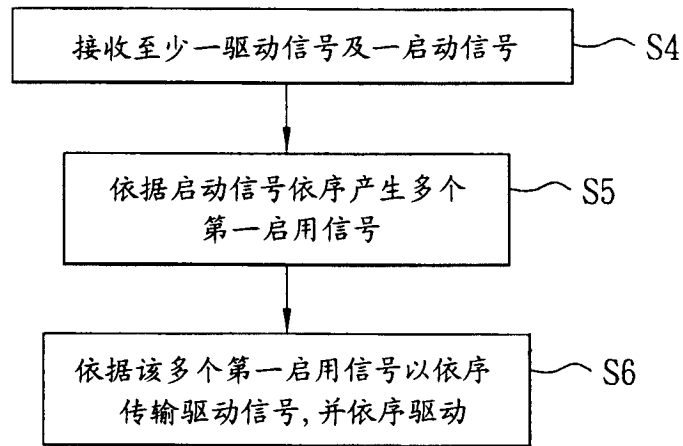 接收至少一驱动信号及一启动信号 S4
依据启动信号依序产生多个 S5
第一启用信号
依据该多个第一启用信号以依序 S6
传输驱动信号,并依序驱动